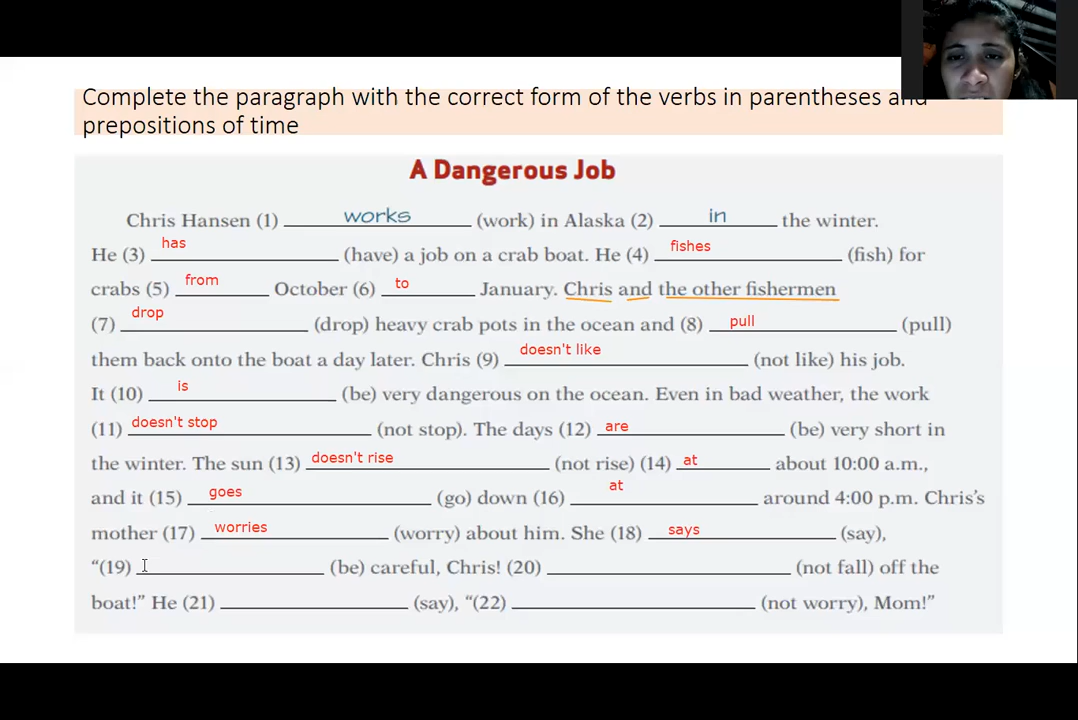 Complete the paragraph with the correct form of the verbs in parentheses and
prepositions of time
A Dangerous Job
Chris Hansen (1) works (work) in Alaska (2) in the winter.
He (3) has (have) a job on a crab boat. He (4) fishes (fish) for
crabs (5) from October (6) to January. Chris and the other fishermen
(7) drop (drop) heavy crab pots in the ocean and (8) pull (pull)
them back onto the boat a day later. Chris (9) doesn't like (not like) his job.
It (10) is (be) very dangerous on the ocean. Even in bad weather, the work
(11) doesn't stop (not stop). The days (12) are (be) very short in
the winter. The sun (13) doesn't rise (not rise) (14) at about 10:00 a.m.,
and it (15) goes (go) down (16) at around 4:00 p.m. Chris's
mother (17) worries (worry) about him. She (18) says (say),
“(19) ____ (be) careful, Chris! (20) ____ (not fall) off the
boat!” He (21) ____ (say), “(22) ____ (not worry), Mom!”